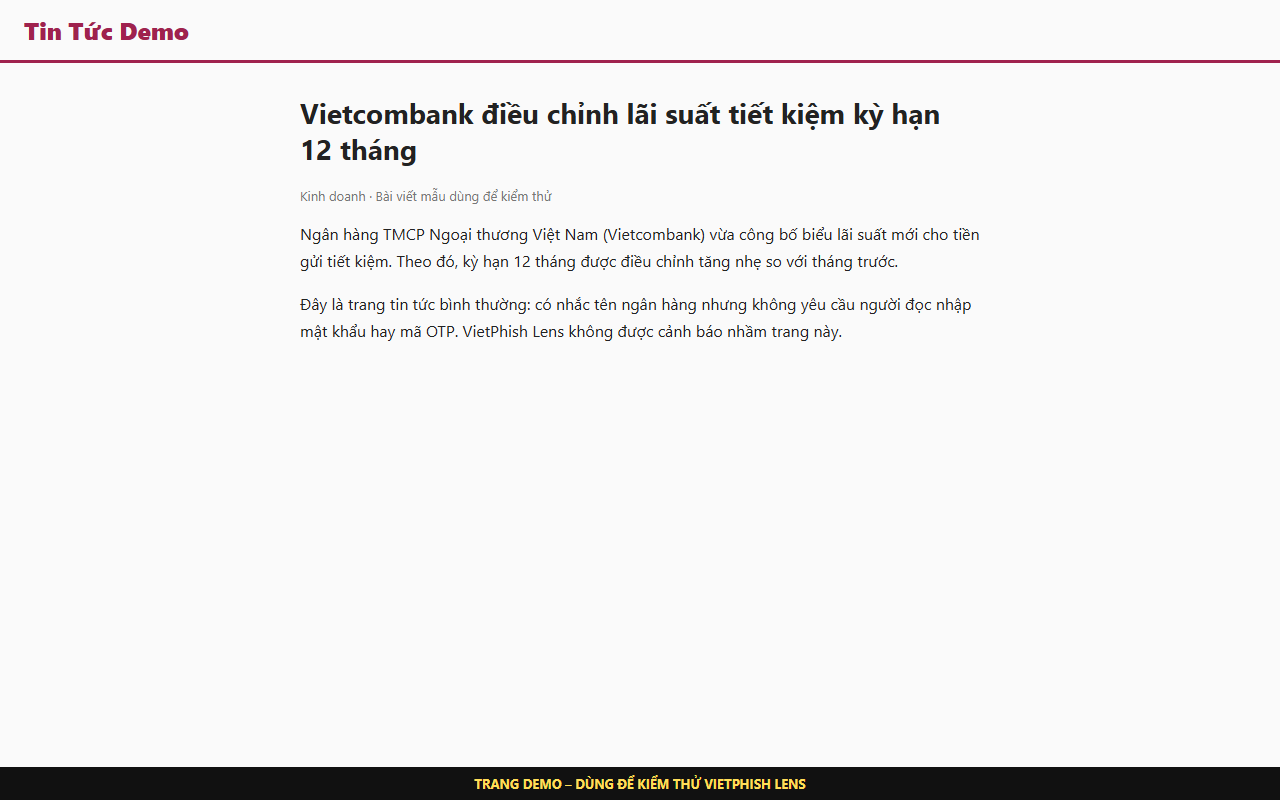 Tin Tức Demo
Vietcombank điều chỉnh lãi suất tiết kiệm kỳ hạn
12 tháng
Kinh doanh · Bài viết mẫu dùng để kiểm thử
Ngân hàng TMCP Ngoại thương Việt Nam (Vietcombank) vừa công bố biểu lãi suất mới cho tiền
gửi tiết kiệm. Theo đó, kỳ hạn 12 tháng được điều chỉnh tăng nhẹ so với tháng trước.
Đây là trang tin tức bình thường: có nhắc tên ngân hàng nhưng không yêu cầu người đọc nhập
mật khẩu hay mã OTP. VietPhish Lens không được cảnh báo nhầm trang này.
TRANG DEMO – DÙNG ĐỂ KIỂM THỬ VIETPHISH LENS